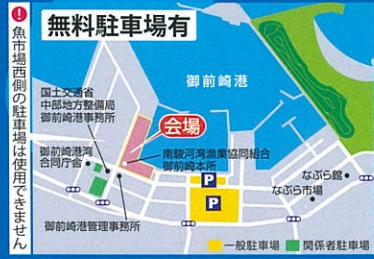 無料駐車場有
❗魚市場西側の駐車場は使用できません
御前崎港
国土交通省
中部地方整備局
御前崎港事務所
会場
御前崎港湾
合同庁舎
南駿河湾漁業協同組合
御前崎本所
P
P
なぶら館
なぶら市場
御前崎港管理事務所
一般駐車場
関係者駐車場